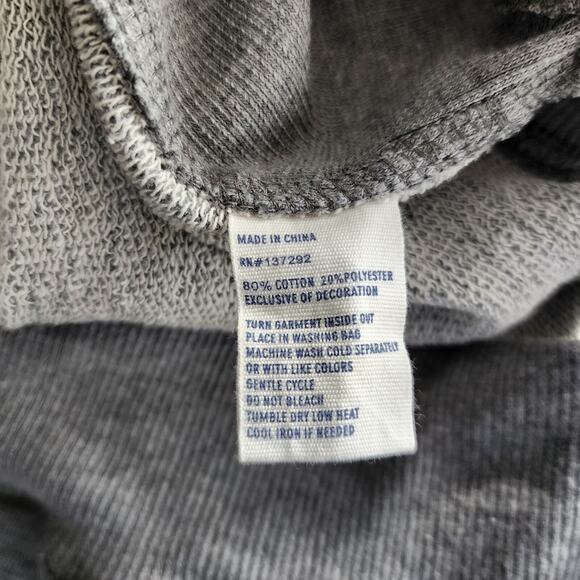 MADE IN CHINA
RN#137292
80% COTTON 20%POLYESTER
EXCLUSIVE OF DECORATION
TURN GARMENT INSIDE OUT
PLACE IN WASHING BAG
MACHINE WASH COLD SEPARATELY
OR WITH LIKE COLORS
GENTLE CYCLE
DO NOT BLEACH
TUMBLE DRY LOW HEAT
COOL IRON IF NEEDED